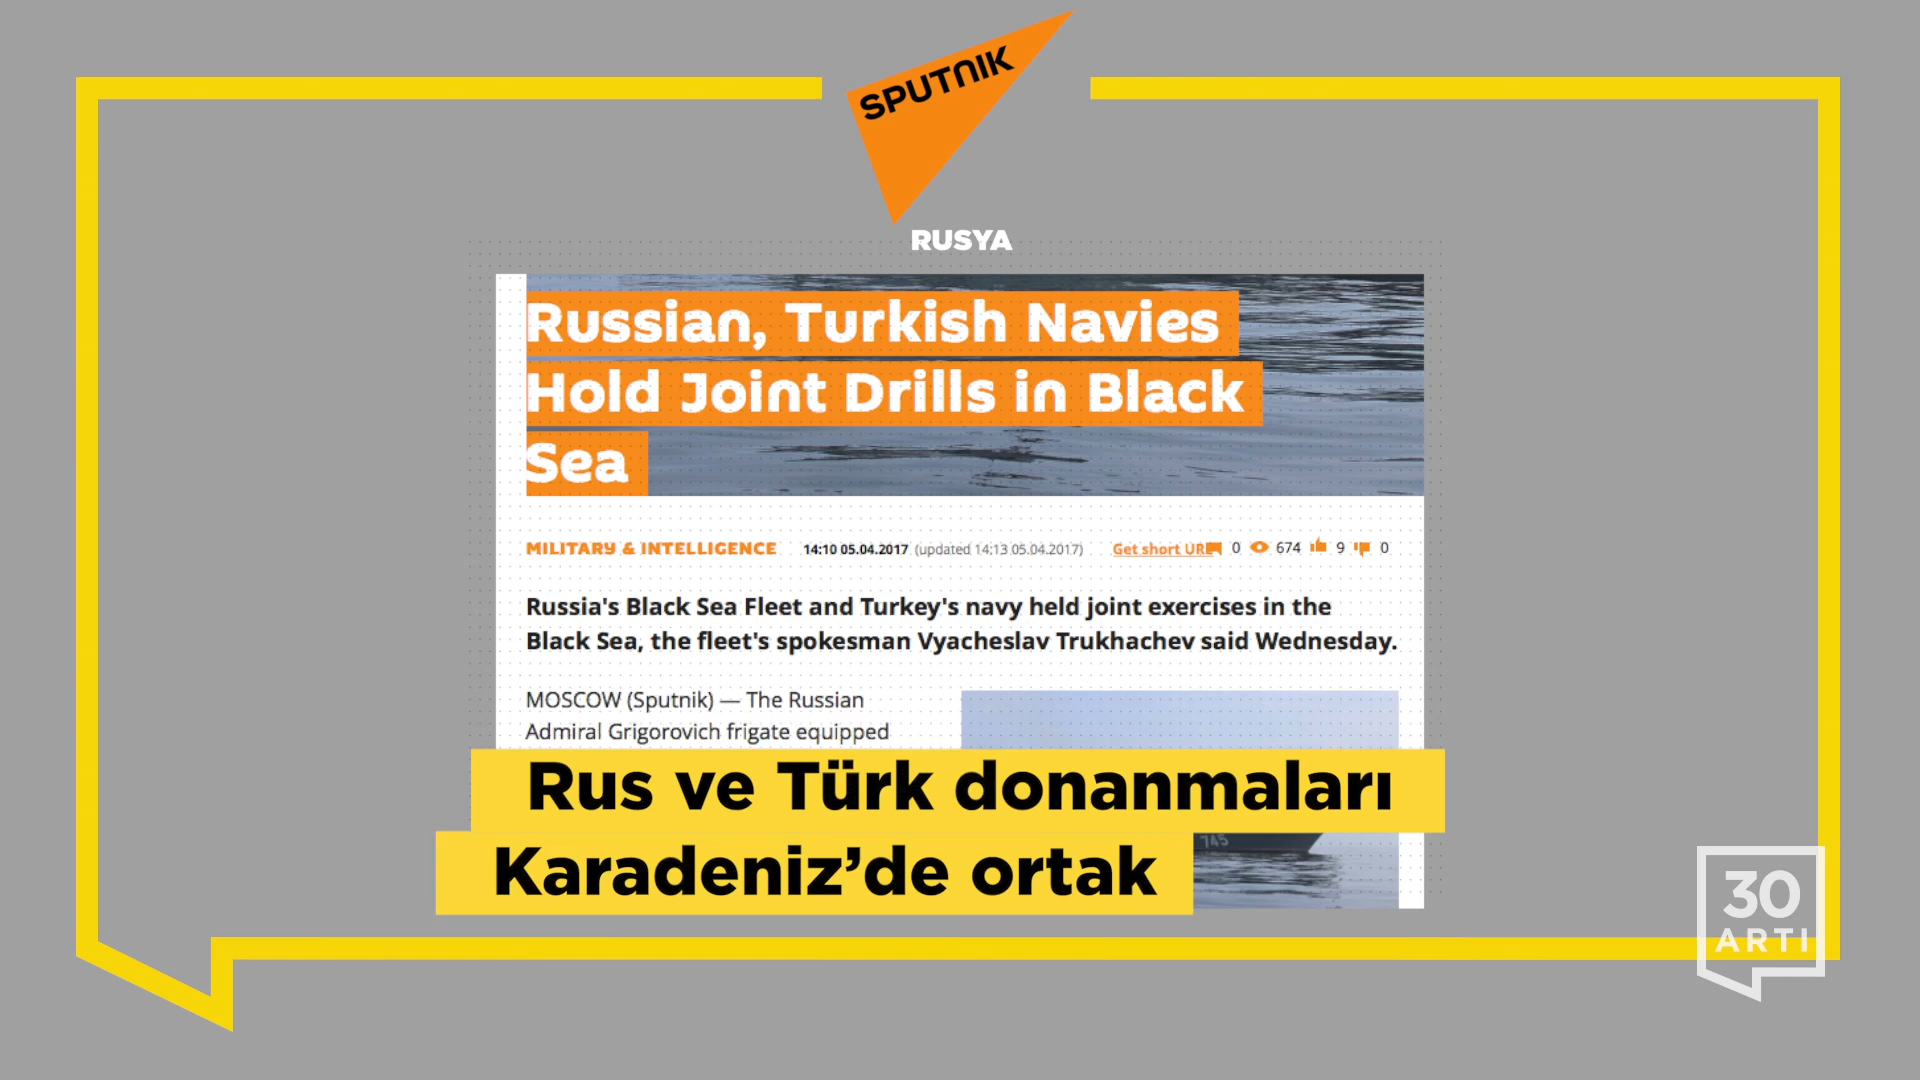 SPUTNIK
RUSYA
Russian, Turkish Navies
Hold Joint Drills in Black
Sea
MILITARY & INTELLIGENCE 14:10 05.04.2017 (updated 14:13 05.04.2017) Get short URL 0 674 9 0
Russia's Black Sea Fleet and Turkey's navy held joint exercises in the
Black Sea, the fleet's spokesman Vyacheslav Trukhachev said Wednesday.
MOSCOW (Sputnik) — The Russian
Admiral Grigorovich frigate equipped
Rus ve Türk donanmaları
Karadeniz’de ortak
745
30
ARTI